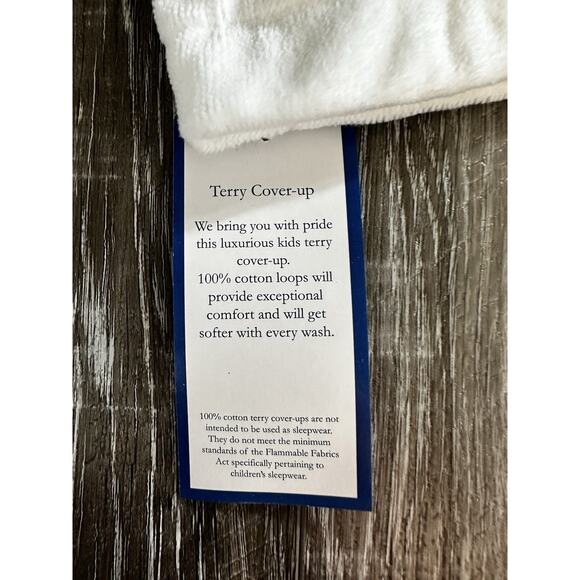 Terry Cover-up
We bring you with pride
this luxurious kids terry
cover-up.
100% cotton loops will
provide exceptional
comfort and will get
softer with every wash.
100% cotton terry cover-ups are not
intended to be used as sleepwear.
They do not meet the minimum
standards of the Flammable Fabrics
Act specifically pertaining to
children's sleepwear.